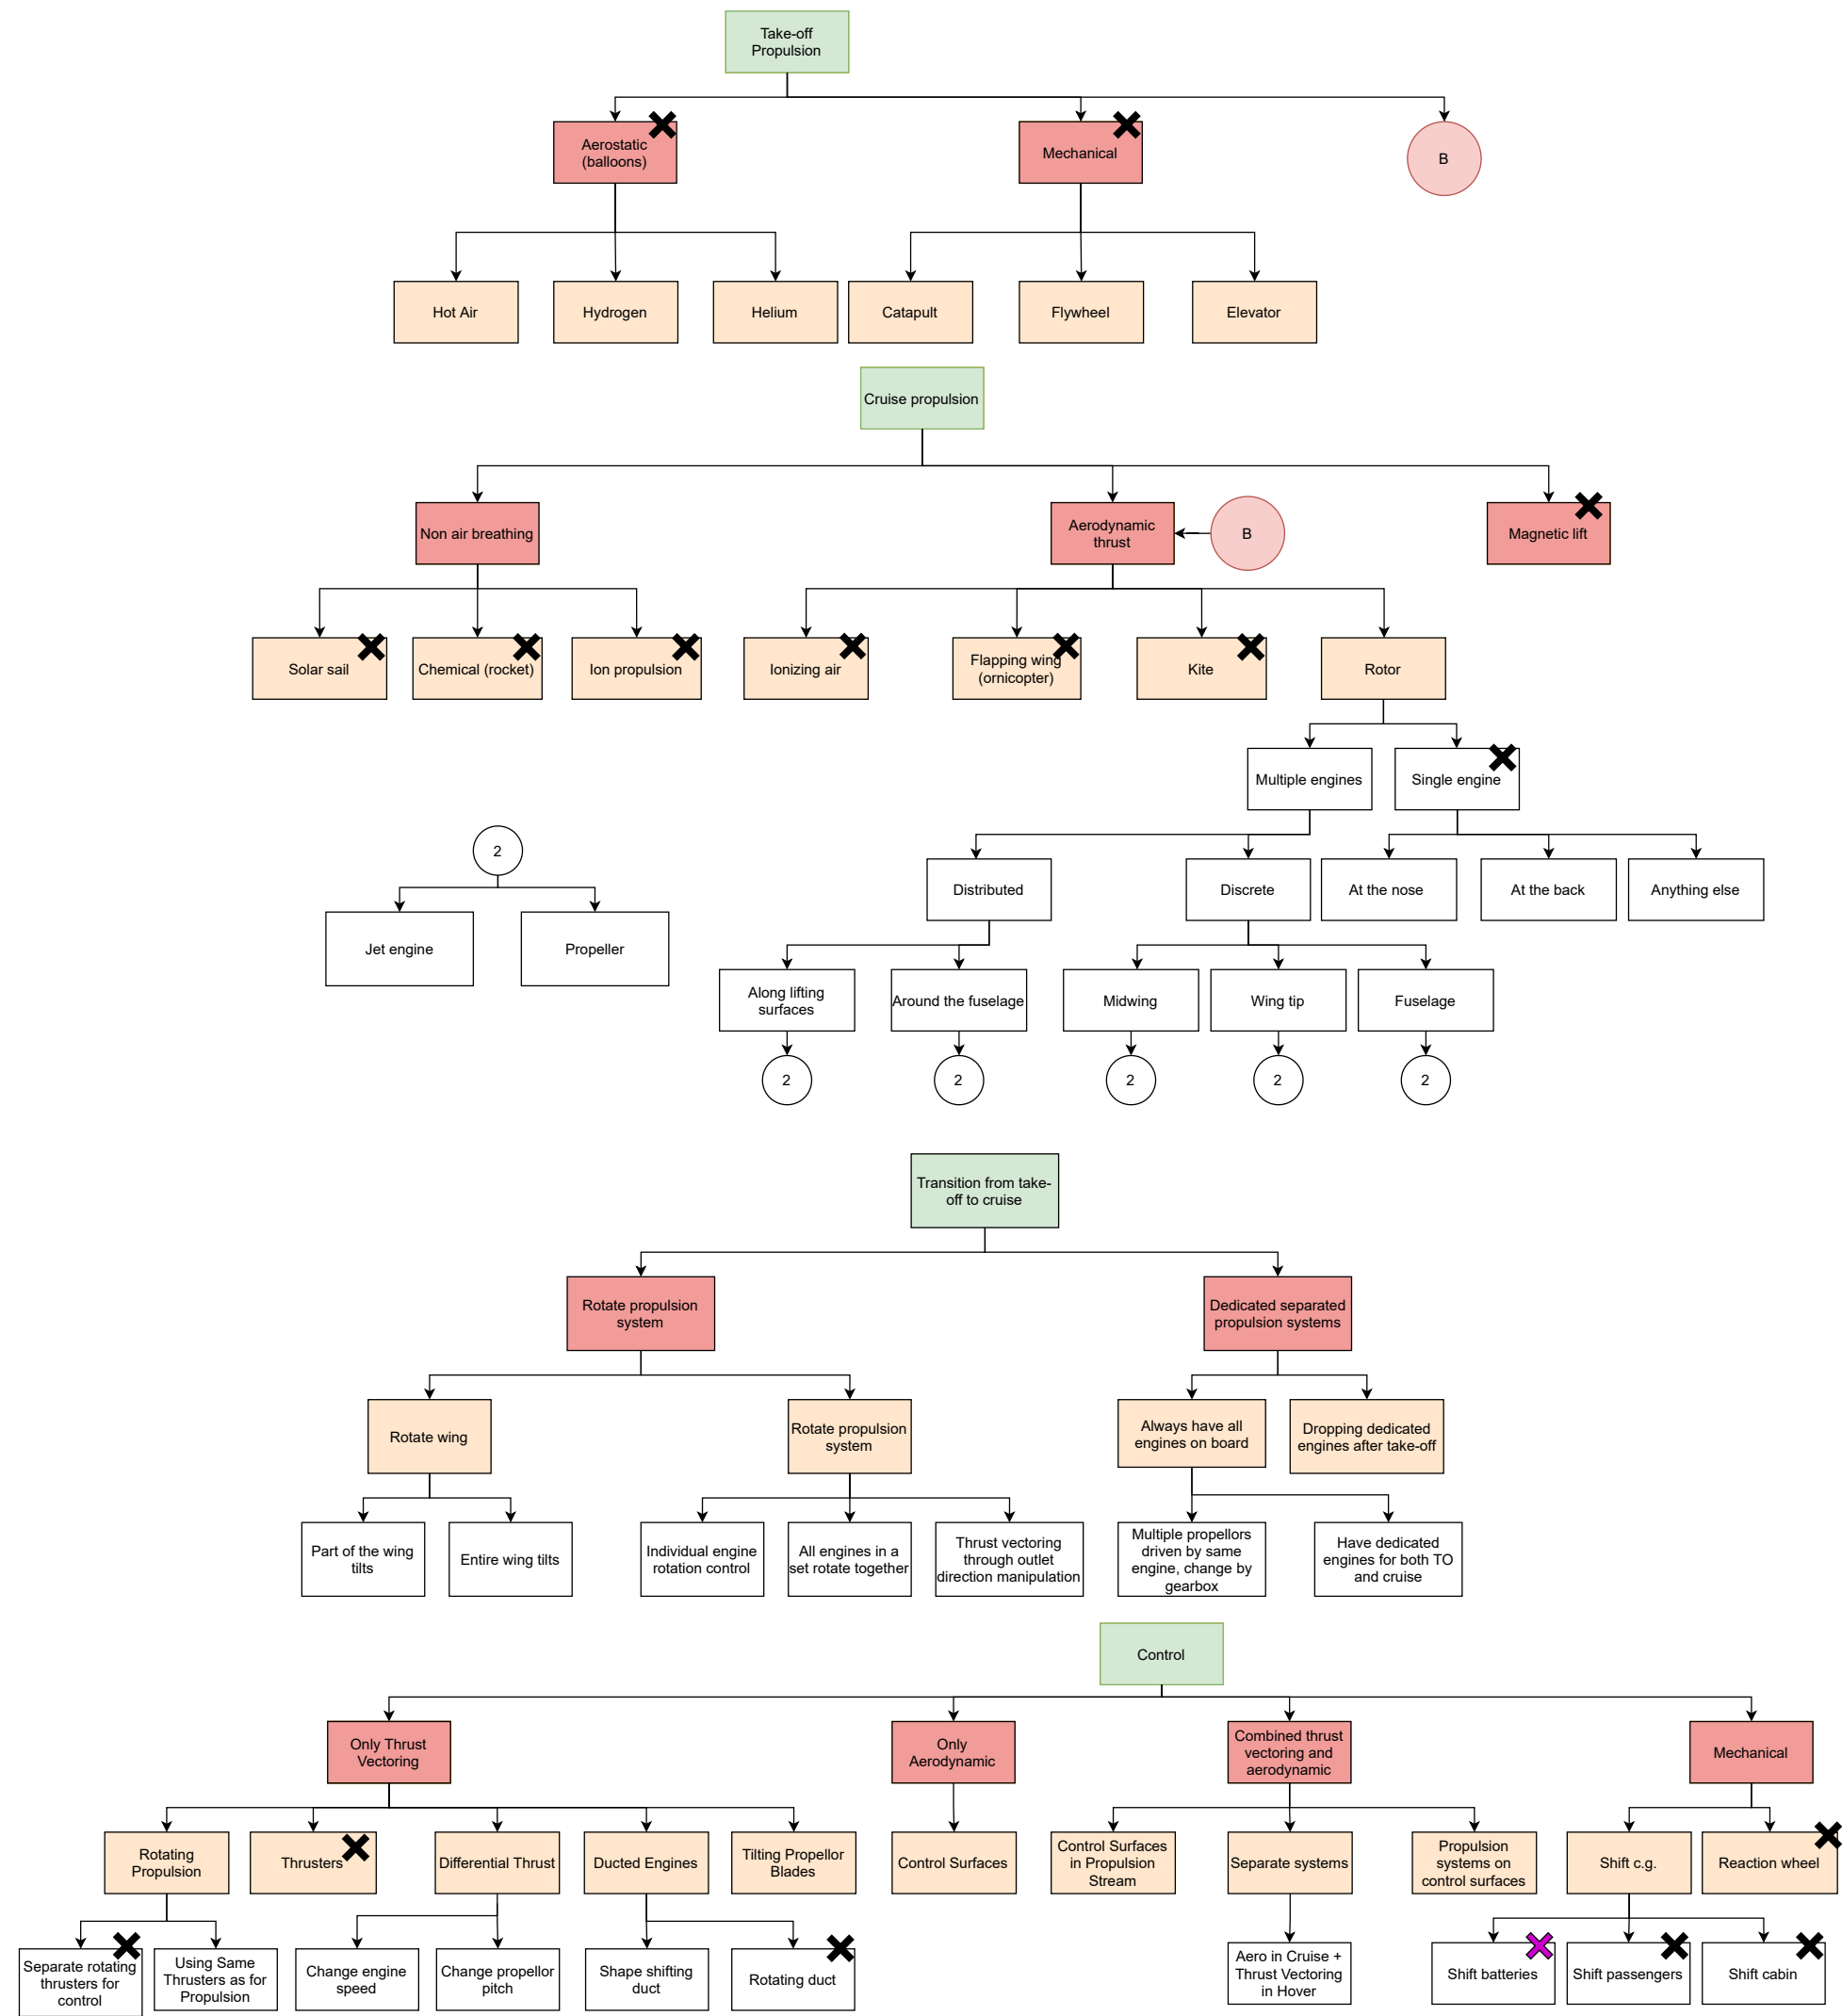 Take-off
Propulsion
Aerostatic
(balloons)
Mechanical
B
Hot Air
Hydrogen
Helium
Catapult
Flywheel
Elevator
Cruise propulsion
Non air breathing
Aerodynamic
thrust
B
Magnetic lift
Solar sail
Chemical (rocket)
Ion propulsion
Ionizing air
Flapping wing
(ornicopter)
Kite
Rotor
Multiple engines
Single engine
2
Distributed
Discrete
At the nose
At the back
Anything else
Jet engine
Propeller
Along lifting
surfaces
Around the fuselage
Midwing
Wing tip
Fuselage
2
2
2
2
2
Transition from take-
off to cruise
Rotate propulsion
system
Dedicated separated
propulsion systems
Rotate wing
Rotate propulsion
system
Always have all
engines on board
Dropping dedicated
engines after take-off
Part of the wing
tilts
Entire wing tilts
Individual engine
rotation control
All engines in a
set rotate together
Thrust vectoring
through outlet
direction manipulation
Multiple propellors
driven by same
engine, change by
gearbox
Have dedicated
engines for both TO
and cruise
Control
Only Thrust
Vectoring
Only
Aerodynamic
Combined thrust
vectoring and
aerodynamic
Mechanical
Rotating
Propulsion
Thrusters
Differential Thrust
Ducted Engines
Tilting Propellor
Blades
Control Surfaces
Control Surfaces
in Propulsion
Stream
Separate systems
Propulsion
systems on
control surfaces
Shift c.g.
Reaction wheel
Separate rotating
thrusters for
control
Using Same
Thrusters as for
Propulsion
Change engine
speed
Change propellor
pitch
Shape shifting
duct
Rotating duct
Aero in Cruise +
Thrust Vectoring
in Hover
Shift batteries
Shift passengers
Shift cabin